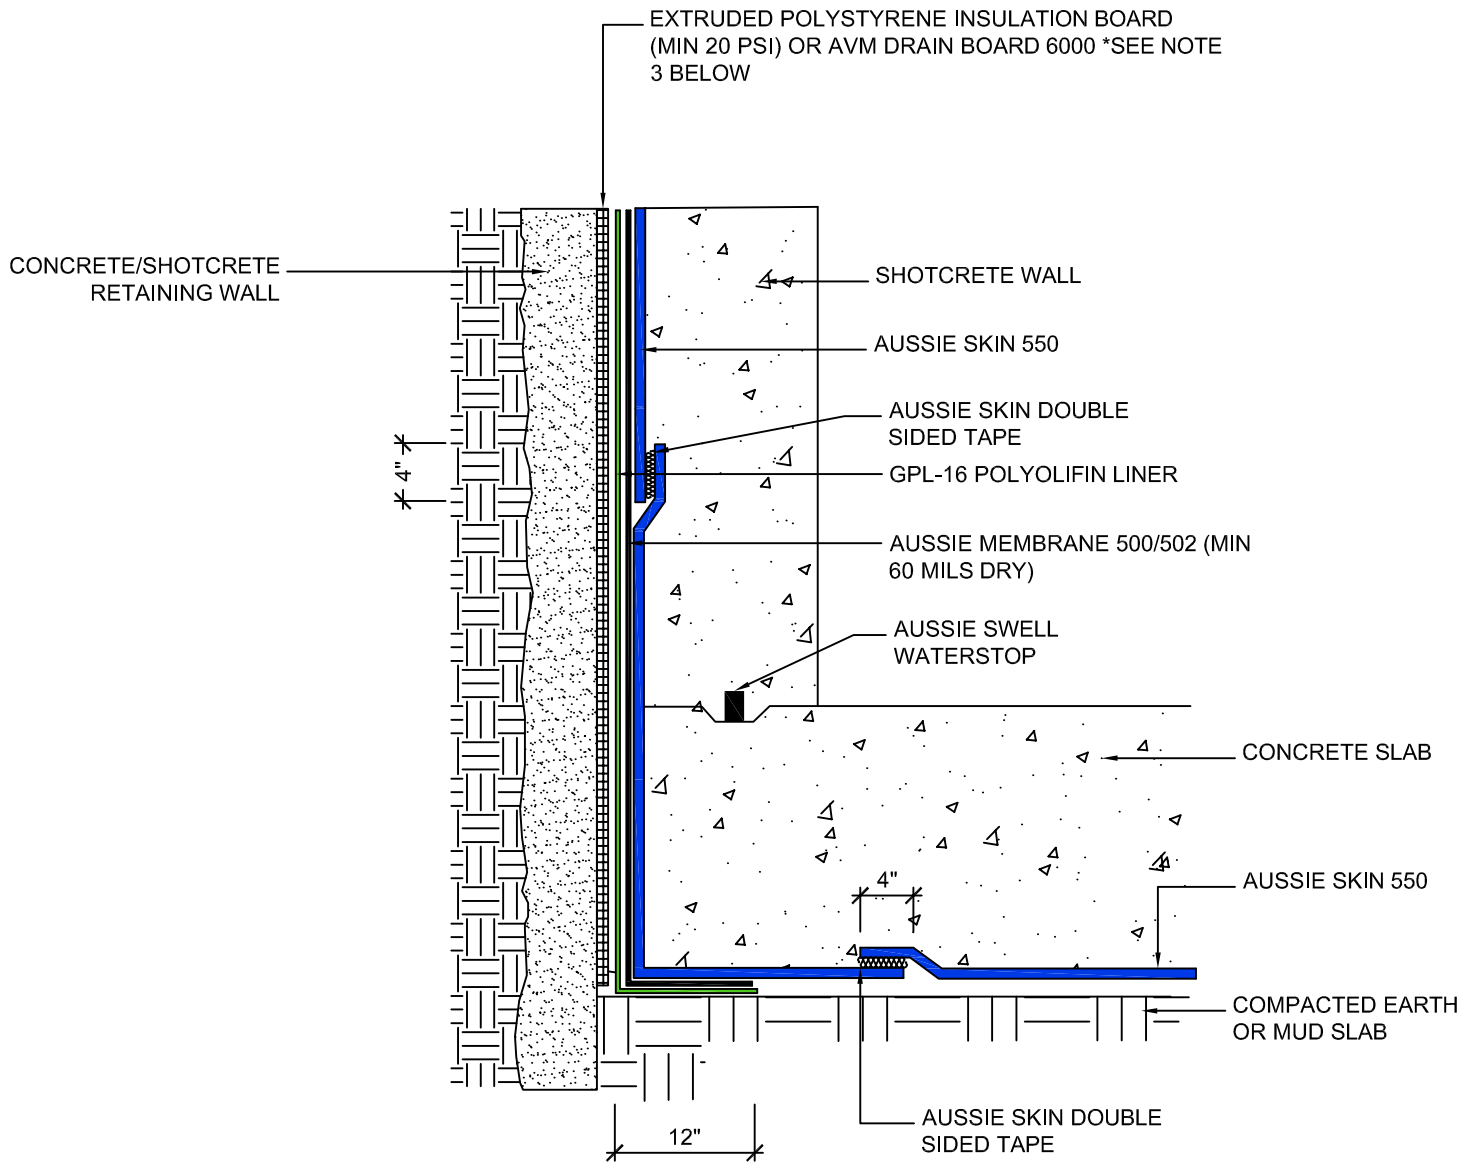 EXTRUDED POLYSTYRENE INSULATION BOARD
(MIN 20 PSI) OR AVM DRAIN BOARD 6000 *SEE NOTE
3 BELOW
CONCRETE/SHOTCRETE
RETAINING WALL
SHOTCRETE WALL
AUSSIE SKIN 550
AUSSIE SKIN DOUBLE
SIDED TAPE
4"
GPL-16 POLYOLIFIN LINER
AUSSIE MEMBRANE 500/502 (MIN
60 MILS DRY)
AUSSIE SWELL
WATERSTOP
CONCRETE SLAB
4"
AUSSIE SKIN 550
COMPACTED EARTH
OR MUD SLAB
AUSSIE SKIN DOUBLE
SIDED TAPE
12"